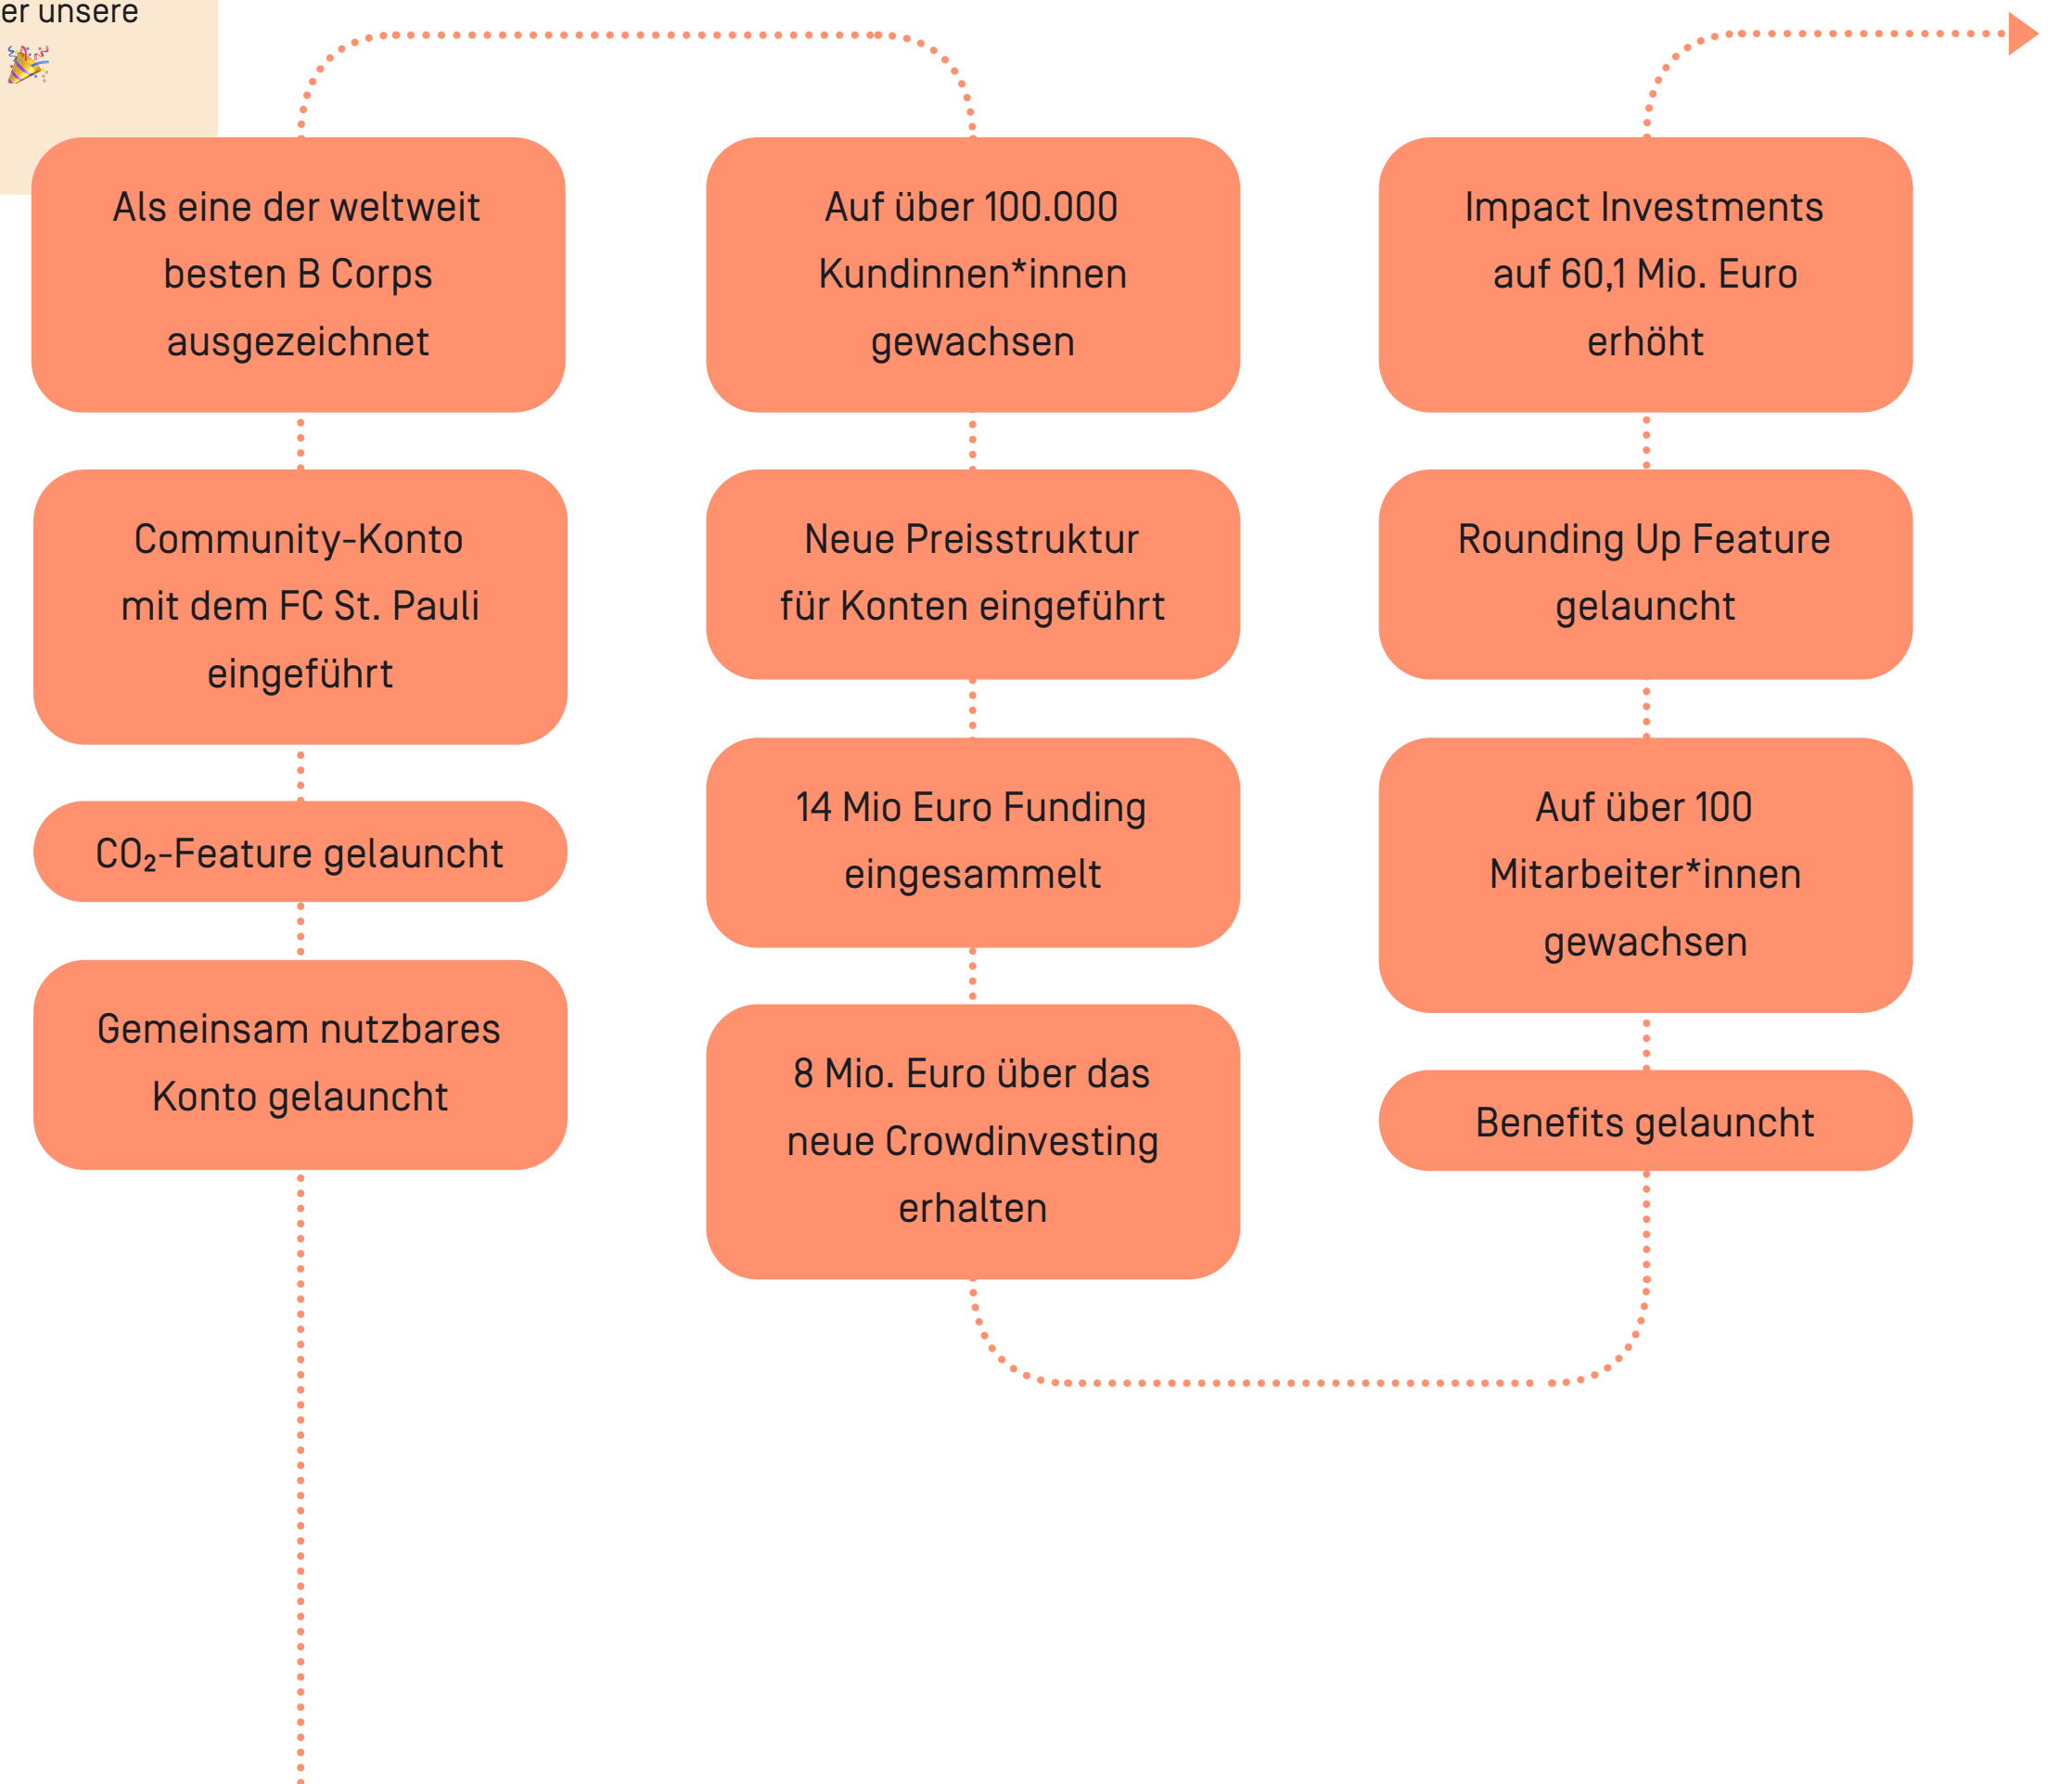 er unsere
🎉
Als eine der weltweit
besten B Corps
ausgezeichnet
Community-Konto
mit dem FC St. Pauli
eingeführt
CO₂-Feature gelauncht
Gemeinsam nutzbares
Konto gelauncht
Auf über 100.000
Kundinnen*innen
gewachsen
Neue Preisstruktur
für Konten eingeführt
14 Mio Euro Funding
eingesammelt
8 Mio. Euro über das
neue Crowdinvesting
erhalten
Impact Investments
auf 60,1 Mio. Euro
erhöht
Rounding Up Feature
gelauncht
Auf über 100
Mitarbeiter*innen
gewachsen
Benefits gelauncht